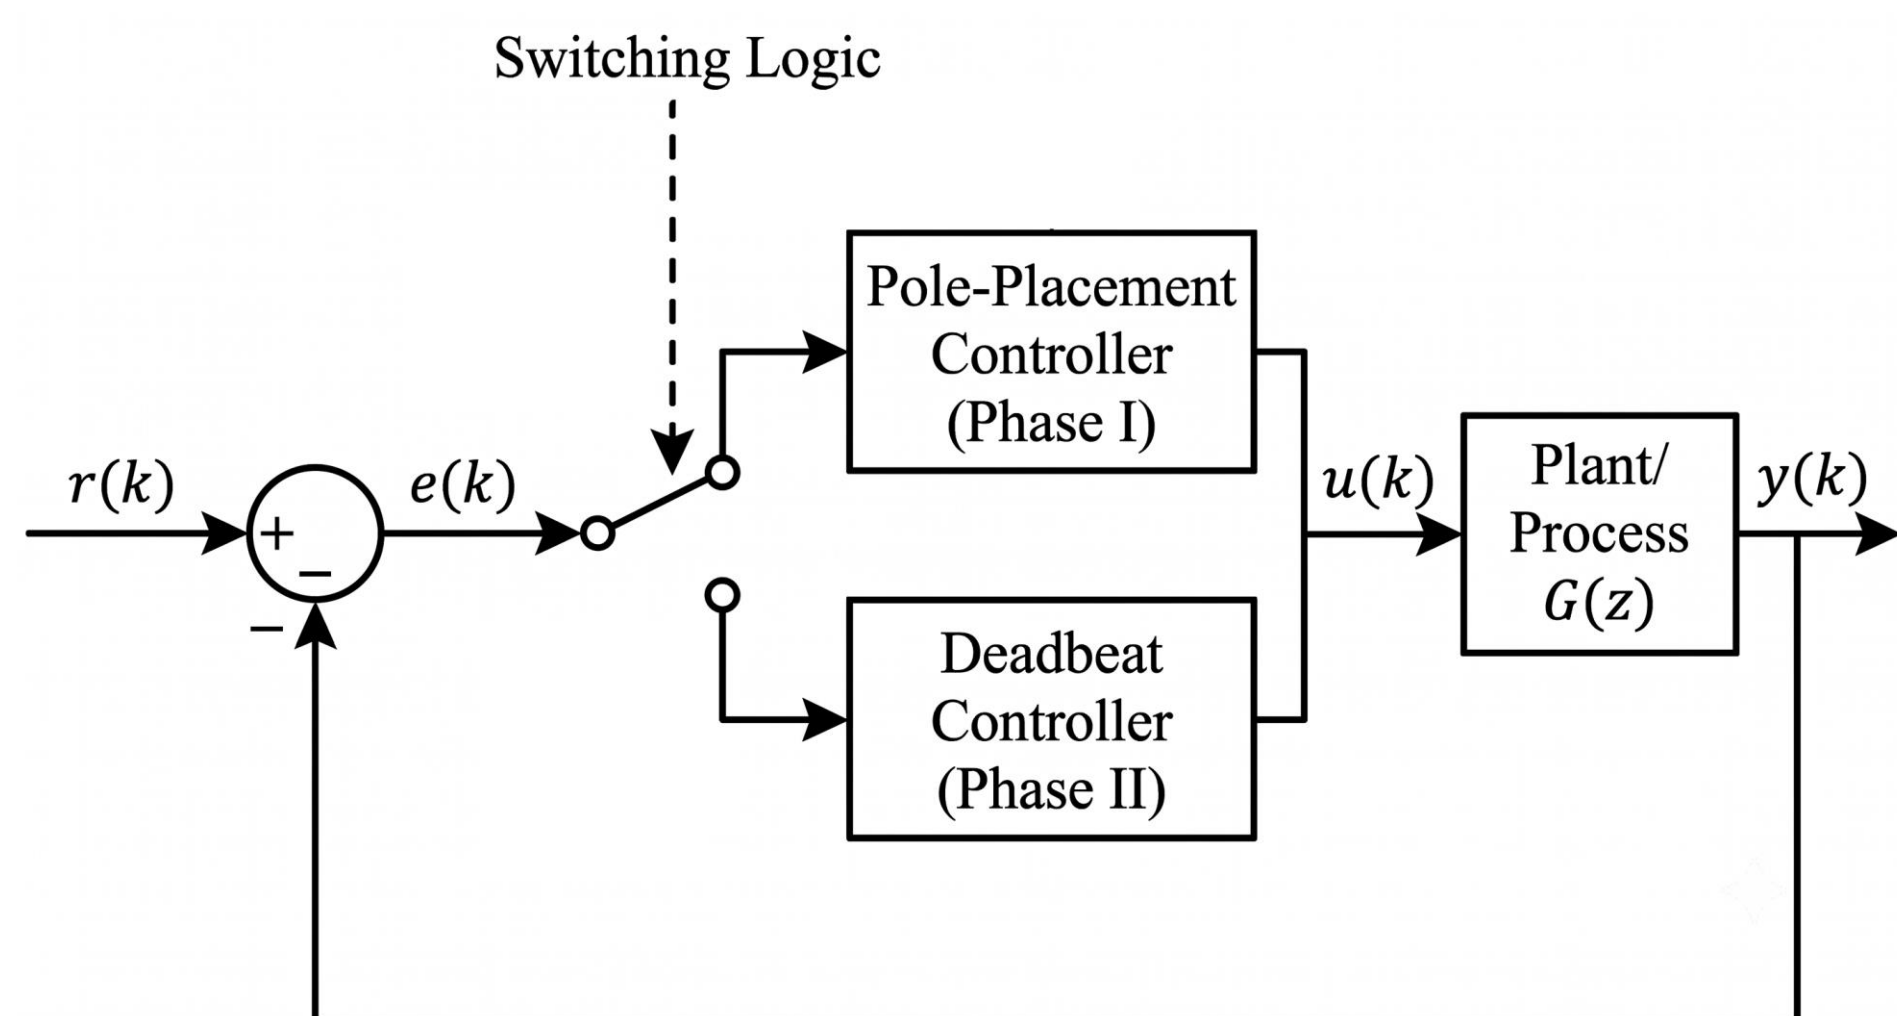 Switching Logic
Pole-Placement
Controller
(Phase I)
r(k)
e(k)
u(k)
Plant/
Process
G(z)
y(k)
+
−
−
Deadbeat
Controller
(Phase II)